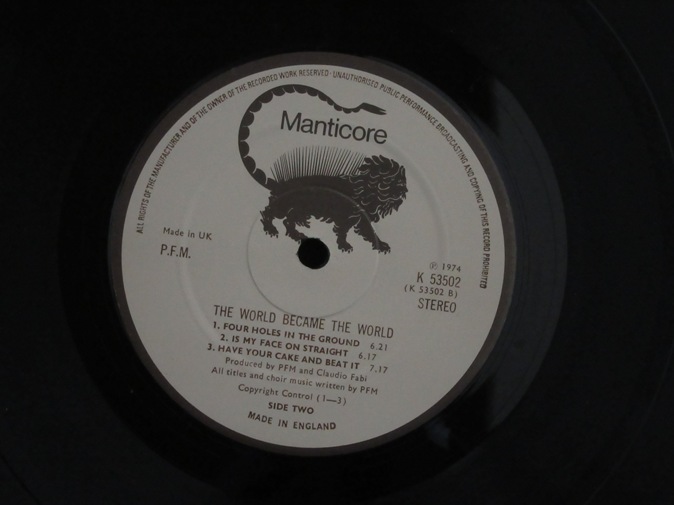 ALL RIGHTS OF THE MANUFACTURER AND OF THE OWNER OF THE RECORDED WORK RESERVED · UNAUTHORISED PUBLIC PERFORMANCE BROADCASTING AND COPYING OF THIS RECORD PROHIBITED
Manticore
Made in UK
P.F.M.
℗ 1974
K 53502
(K 53502 B)
STEREO
THE WORLD BECAME THE WORLD
1. FOUR HOLES IN THE GROUND 6.21
2. IS MY FACE ON STRAIGHT 6.17
3. HAVE YOUR CAKE AND BEAT IT 7.17
Produced by PFM and Claudio Fabi
All titles and choir music written by PFM
Copyright Control (1—3)
SIDE TWO
MADE IN ENGLAND